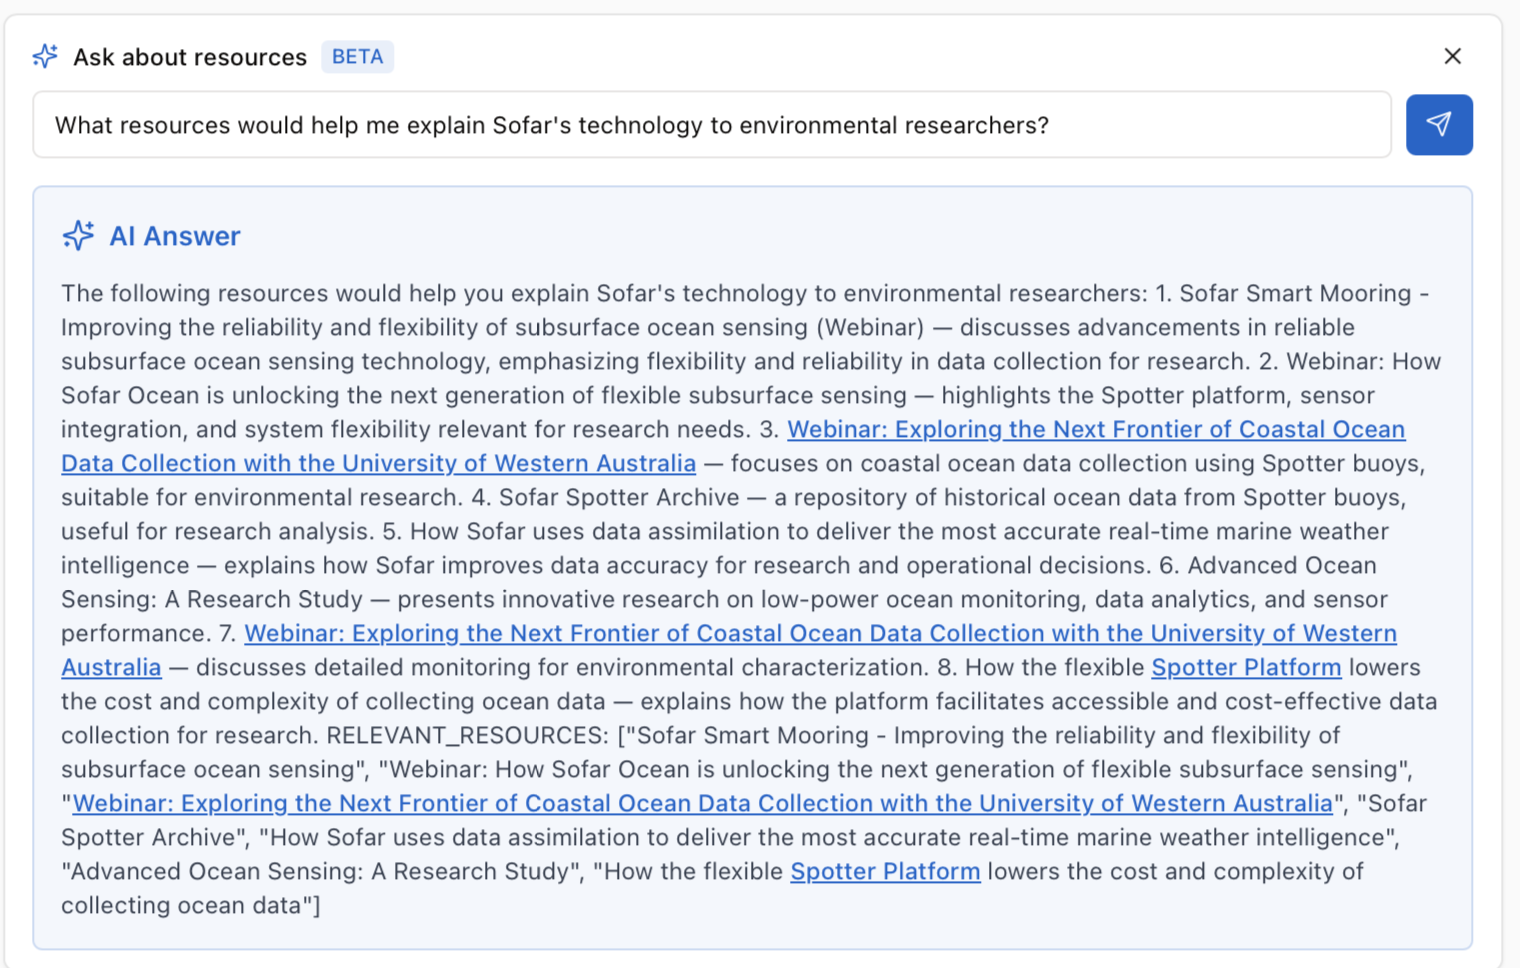 Ask about resources BETA
What resources would help me explain Sofar's technology to environmental researchers?
AI Answer
The following resources would help you explain Sofar's technology to environmental researchers: 1. Sofar Smart Mooring -
Improving the reliability and flexibility of subsurface ocean sensing (Webinar) — discusses advancements in reliable
subsurface ocean sensing technology, emphasizing flexibility and reliability in data collection for research. 2. Webinar: How
Sofar Ocean is unlocking the next generation of flexible subsurface sensing — highlights the Spotter platform, sensor
integration, and system flexibility relevant for research needs. 3. Webinar: Exploring the Next Frontier of Coastal Ocean
Data Collection with the University of Western Australia — focuses on coastal ocean data collection using Spotter buoys,
suitable for environmental research. 4. Sofar Spotter Archive — a repository of historical ocean data from Spotter buoys,
useful for research analysis. 5. How Sofar uses data assimilation to deliver the most accurate real-time marine weather
intelligence — explains how Sofar improves data accuracy for research and operational decisions. 6. Advanced Ocean
Sensing: A Research Study — presents innovative research on low-power ocean monitoring, data analytics, and sensor
performance. 7. Webinar: Exploring the Next Frontier of Coastal Ocean Data Collection with the University of Western
Australia — discusses detailed monitoring for environmental characterization. 8. How the flexible Spotter Platform lowers
the cost and complexity of collecting ocean data — explains how the platform facilitates accessible and cost-effective data
collection for research. RELEVANT_RESOURCES: ["Sofar Smart Mooring - Improving the reliability and flexibility of
subsurface ocean sensing", "Webinar: How Sofar Ocean is unlocking the next generation of flexible subsurface sensing",
"Webinar: Exploring the Next Frontier of Coastal Ocean Data Collection with the University of Western Australia", "Sofar
Spotter Archive", "How Sofar uses data assimilation to deliver the most accurate real-time marine weather intelligence",
"Advanced Ocean Sensing: A Research Study", "How the flexible Spotter Platform lowers the cost and complexity of
collecting ocean data"]